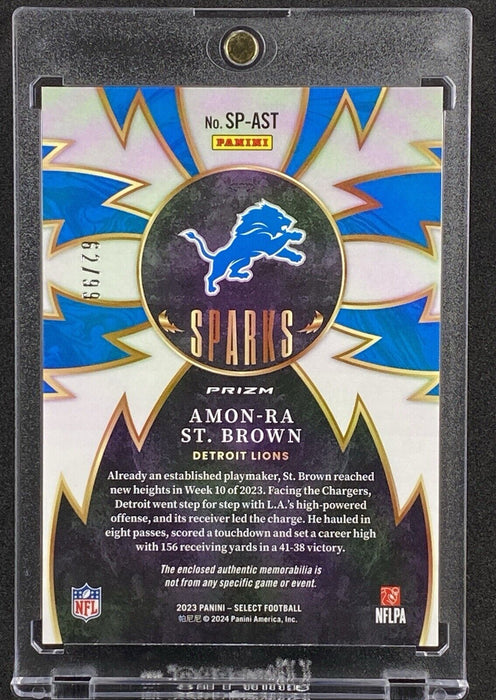 No. SP-AST
PANINI
62/99
SPARKS
PRIZM
AMON-RA
ST. BROWN
DETROIT LIONS
Already an established playmaker, St. Brown reached
new heights in Week 10 of 2023. Facing the Chargers,
Detroit went step for step with L.A.'s high-powered
offense, and its receiver led the charge. He hauled in
eight passes, scored a touchdown and set a career high
with 156 receiving yards in a 41-38 victory.
The enclosed authentic memorabilia is
not from any specific game or event.
NFL
2023 PANINI – SELECT FOOTBALL
帕尼尼 © 2024 Panini America, Inc.
NFLPA